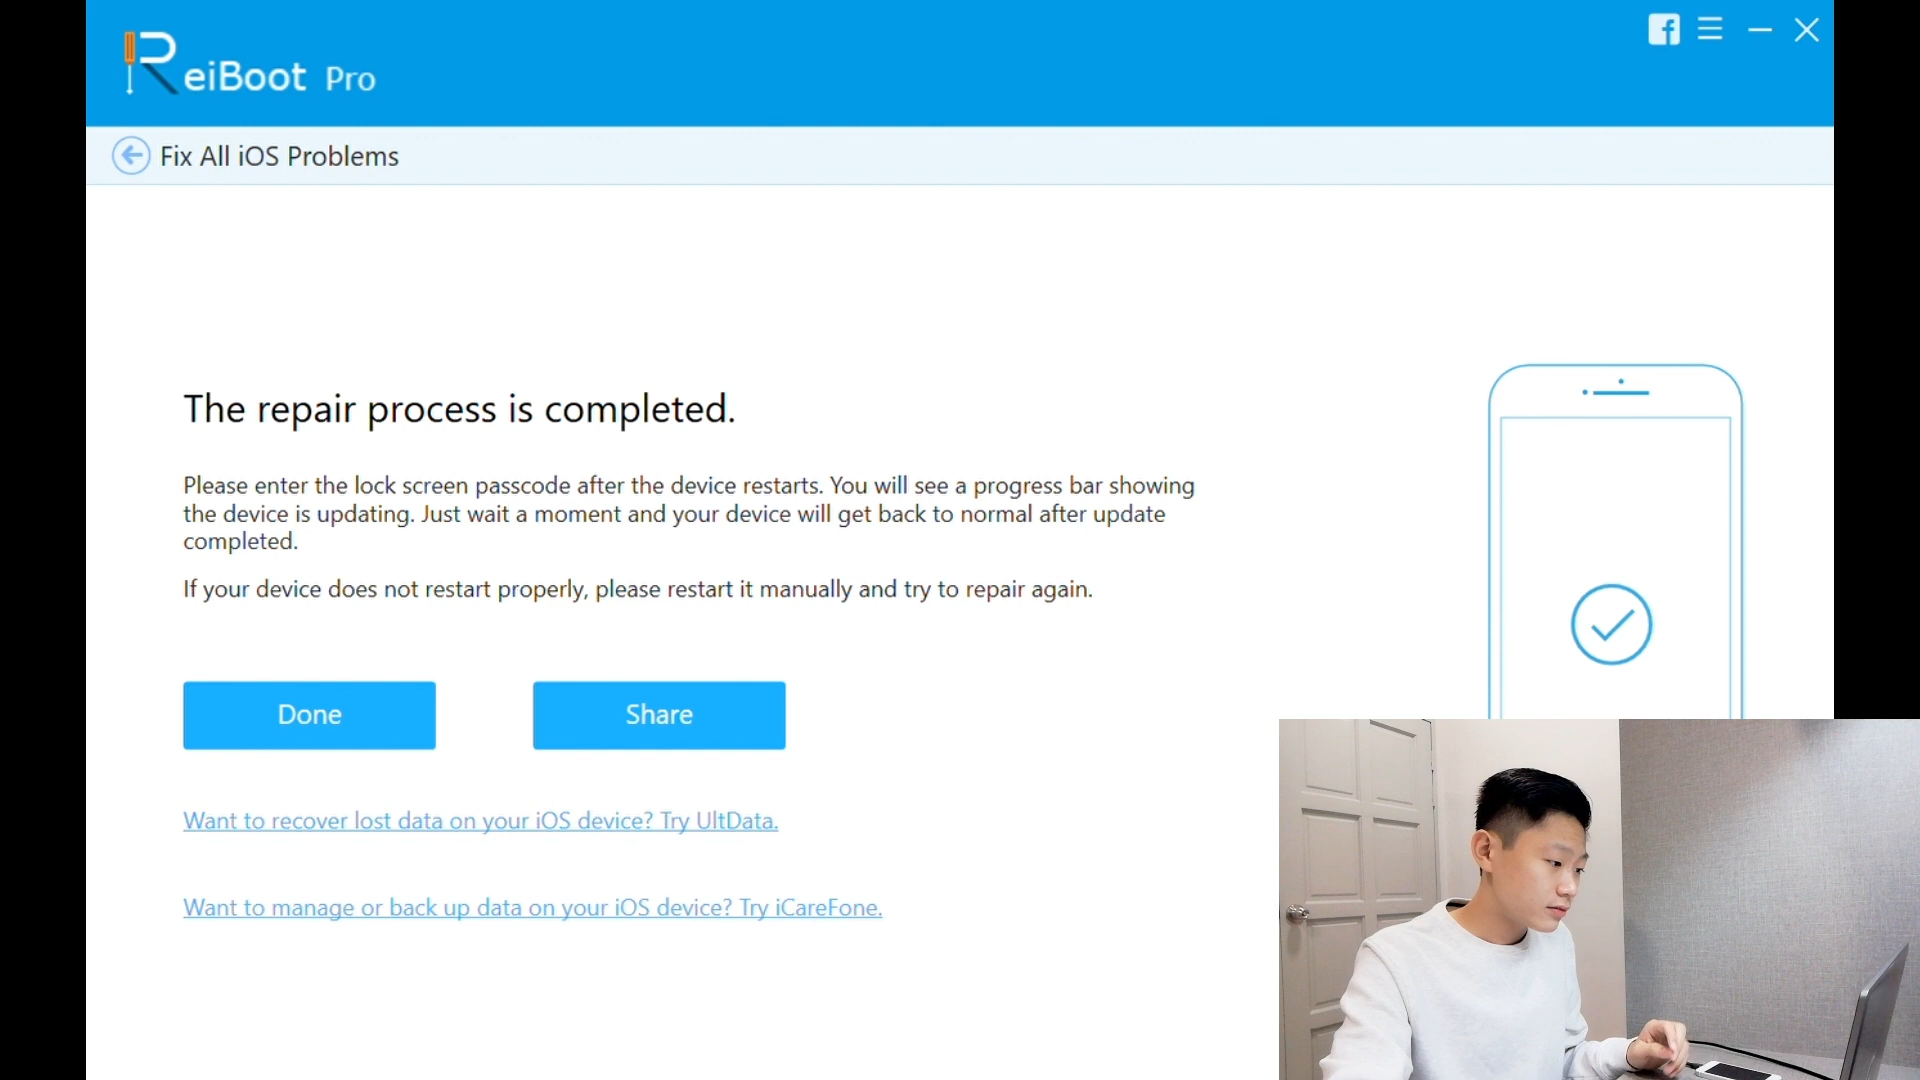 ReiBoot Pro
Fix All iOS Problems
The repair process is completed.
Please enter the lock screen passcode after the device restarts. You will see a progress bar showing
the device is updating. Just wait a moment and your device will get back to normal after update
completed.
If your device does not restart properly, please restart it manually and try to repair again.
Done
Share
Want to recover lost data on your iOS device? Try UltData.
Want to manage or back up data on your iOS device? Try iCareFone.